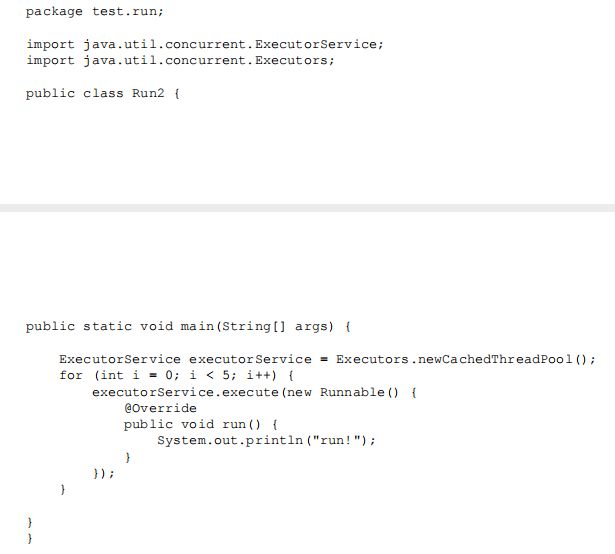 package test.run;
import java.util.concurrent.ExecutorService;
import java.util.concurrent.Executors;
public class Run2 {
public static void main(String[] args) {
ExecutorService executorService = Executors.newCachedThreadPool();
for (int i = 0; i < 5; i++) {
executorService.execute(new Runnable() {
@Override
public void run() {
System.out.println("run!");
}
});
}
}
}